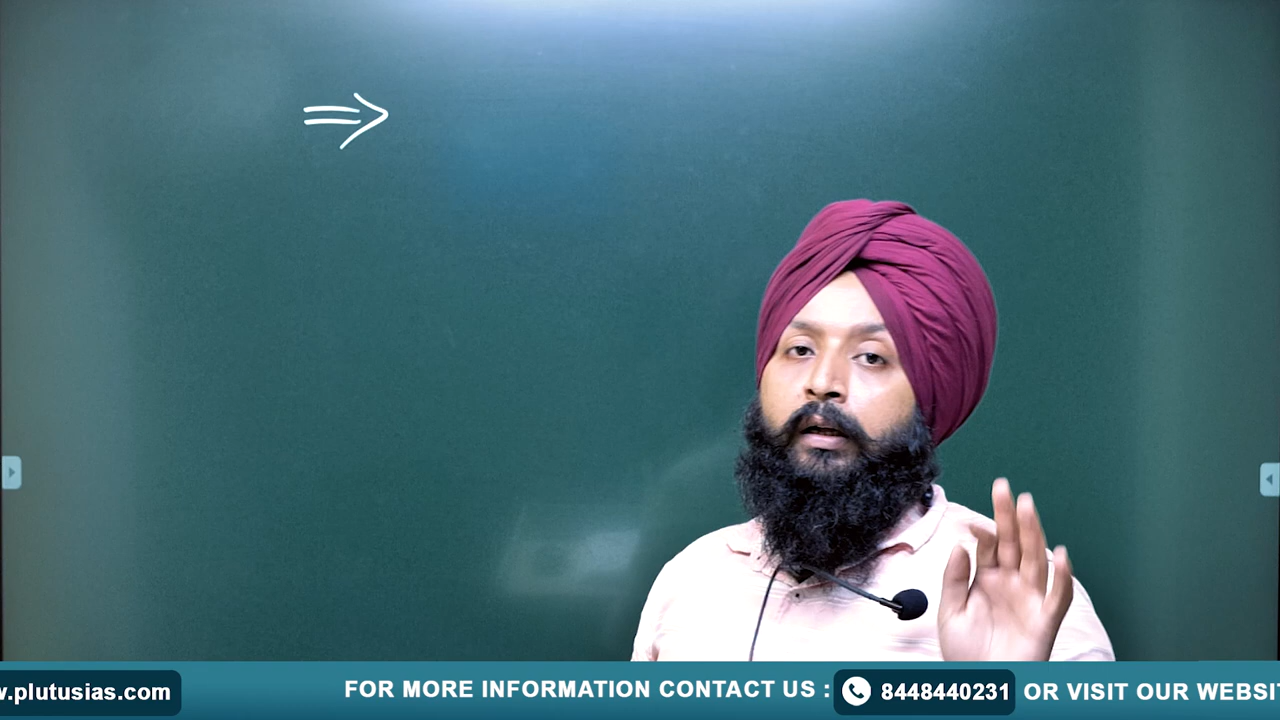 ⇒
w.plutusias.com FOR MORE INFORMATION CONTACT US : 8448440231 OR VISIT OUR WEBSIT